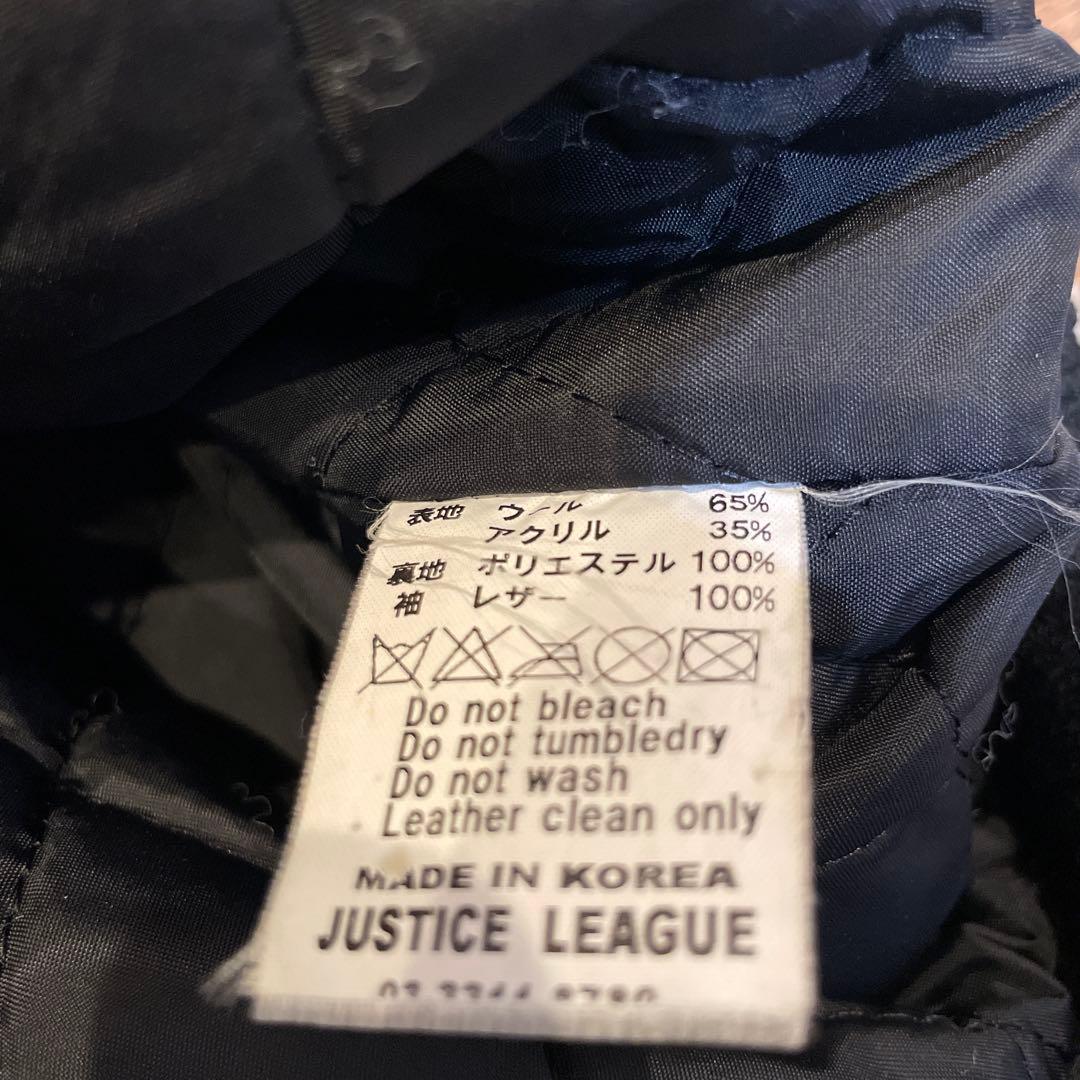 表地 ウール 65%
アクリル 35%
裏地 ポリエステル 100%
袖 レザー 100%
Do not bleach
Do not tumbledry
Do not wash
Leather clean only
MADE IN KOREA
JUSTICE LEAGUE